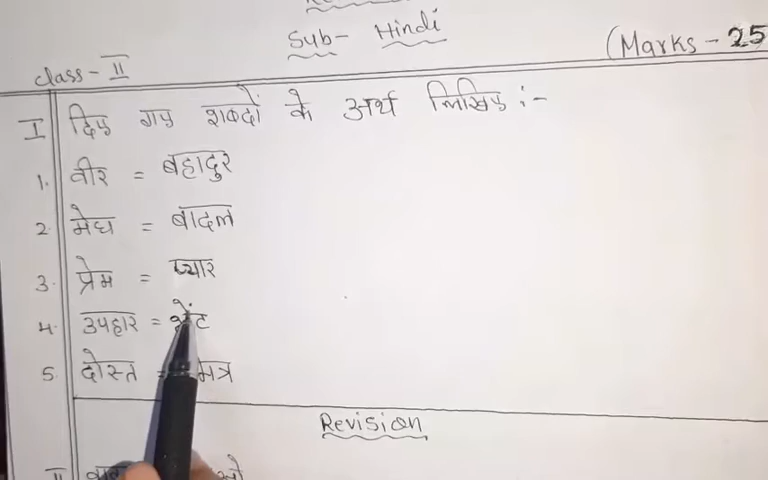 Sub- Hindi
(Marks - 25
class - II
I दिए गए शब्दों के अर्थ लिखिए :-
1. वीर = बहादुर
2. मेघ = बादल
3. प्रेम = प्यार
4. उपहार = भेंट
5. दोस्त = मित्र
Revision
II